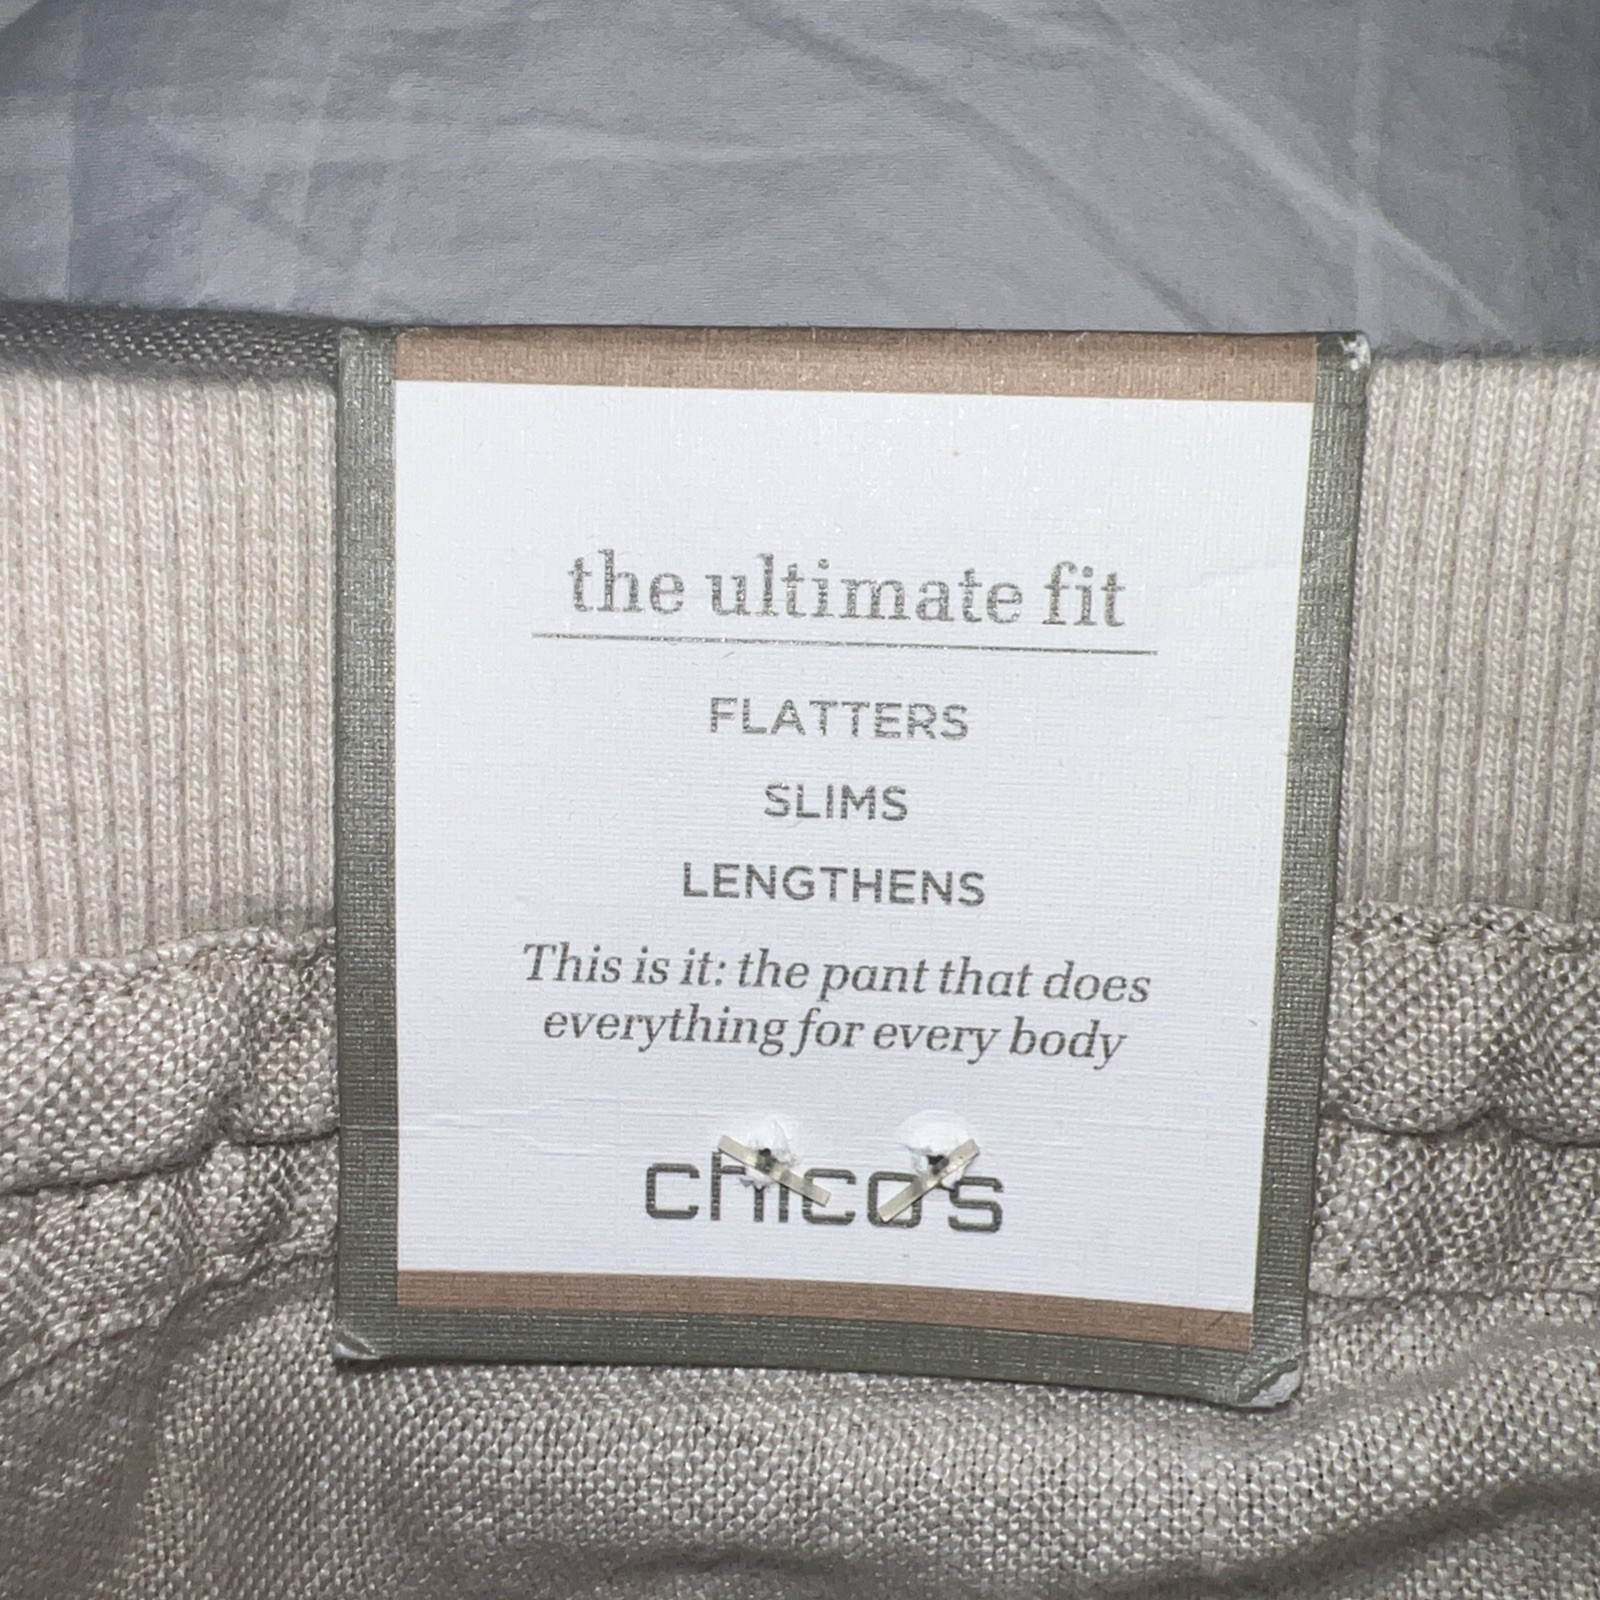 the ultimate fit
FLATTERS
SLIMS
LENGTHENS
This is it: the pant that does
everything for every body
chico's